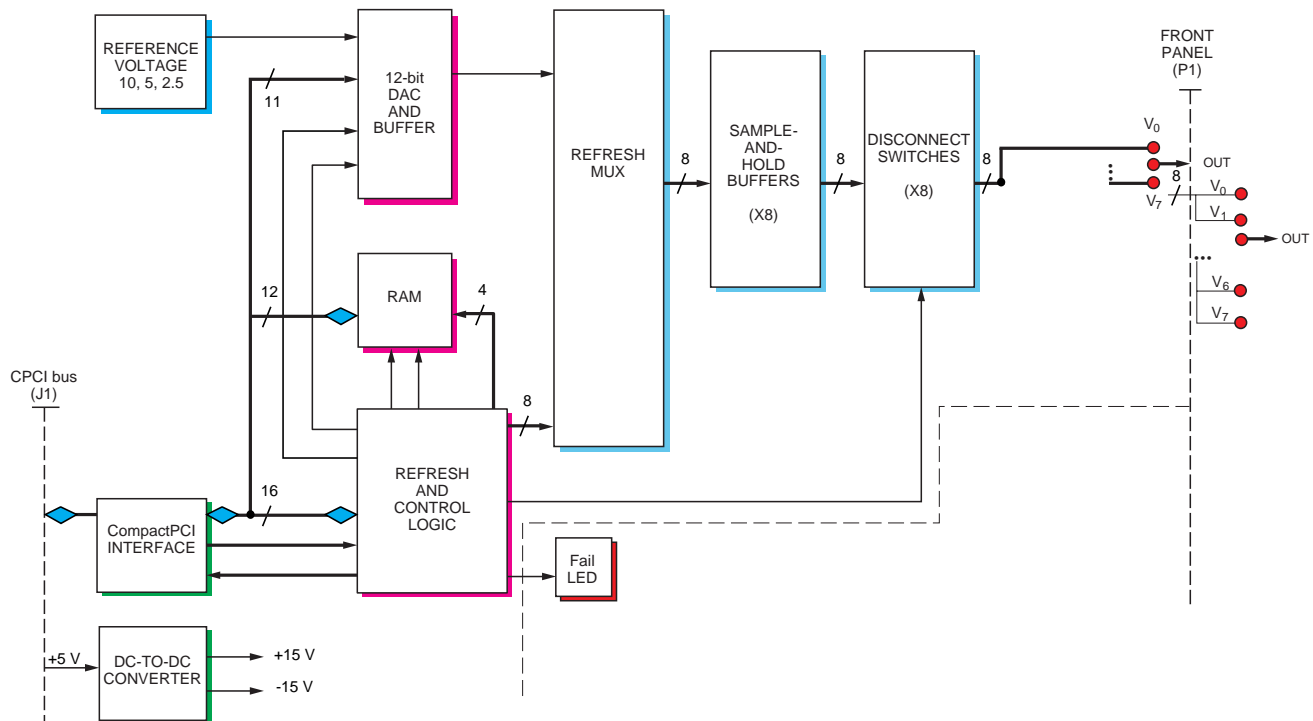 REFERENCE
VOLTAGE
10, 5, 2.5
11
12-bit
DAC
AND
BUFFER
REFRESH
MUX
8
SAMPLE-
AND-
HOLD
BUFFERS
(X8)
8
DISCONNECT
SWITCHES
(X8)
8
FRONT
PANEL
(P1)
V0
OUT
V7
8
V0
V1
OUT
...
V6
V7
12
RAM
4
CPCI bus
(J1)
8
REFRESH
AND
CONTROL
LOGIC
16
CompactPCI
INTERFACE
Fail
LED
+5 V
DC-TO-DC
CONVERTER
+15 V
-15 V